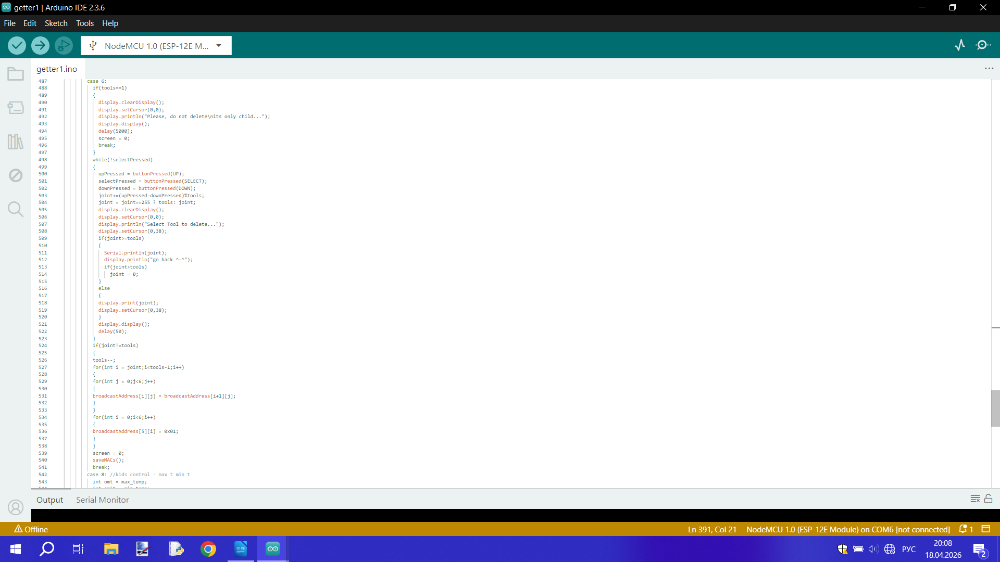 getter1 | Arduino IDE 2.3.6
File Edit Sketch Tools Help
NodeMCU 1.0 (ESP-12E M...
getter1.ino
487 case 6:
488 if(tools==1)
489 {
490 display.clearDisplay();
491 display.setCursor(0,0);
492 display.println("Please, do not delete\nits only child...");
493 display.display();
494 delay(5000);
495 screen = 0;
496 break;
497 }
498 while(!selectPressed)
499 {
500 upPressed = buttonPressed(UP);
501 selectPressed = buttonPressed(SELECT);
502 downPressed = buttonPressed(DOWN);
503 joint+=(upPressed-downPressed)%tools;
504 joint = joint==255 ? tools: joint;
505 display.clearDisplay();
506 display.setCursor(0,0);
507 display.println("Select Tool to delete...");
508 display.setCursor(0,38);
509 if(joint>=tools)
510 {
511 Serial.println(joint);
512 display.println("go back ^-^");
513 if(joint>tools)
514 joint = 0;
515 }
516 else
517 {
518 display.print(joint);
519 display.setCursor(0,38);
520 }
521 display.display();
522 delay(50);
523 }
524 if(joint!=tools)
525 {
526 tools--;
527 for(int i = joint;i<tools-1;i++)
528 {
529 for(int j = 0;j<6;j++)
530 {
531 broadcastAddress[i][j] = broadcastAddress[i+1][j];
532 }
533 }
534 for(int i = 0;i<6;i++)
535 {
536 broadcastAddress[5][i] = 0x01;
537 }
538 }
539 screen = 0;
540 saveMACs();
541 break;
542 case 8: //kids control - max t min t
543 int omt = max_temp;
Output Serial Monitor
Offline
Ln 391, Col 21 NodeMCU 1.0 (ESP-12E Module) on COM6 [not connected] 1
РУС
20:08
18.04.2026
2